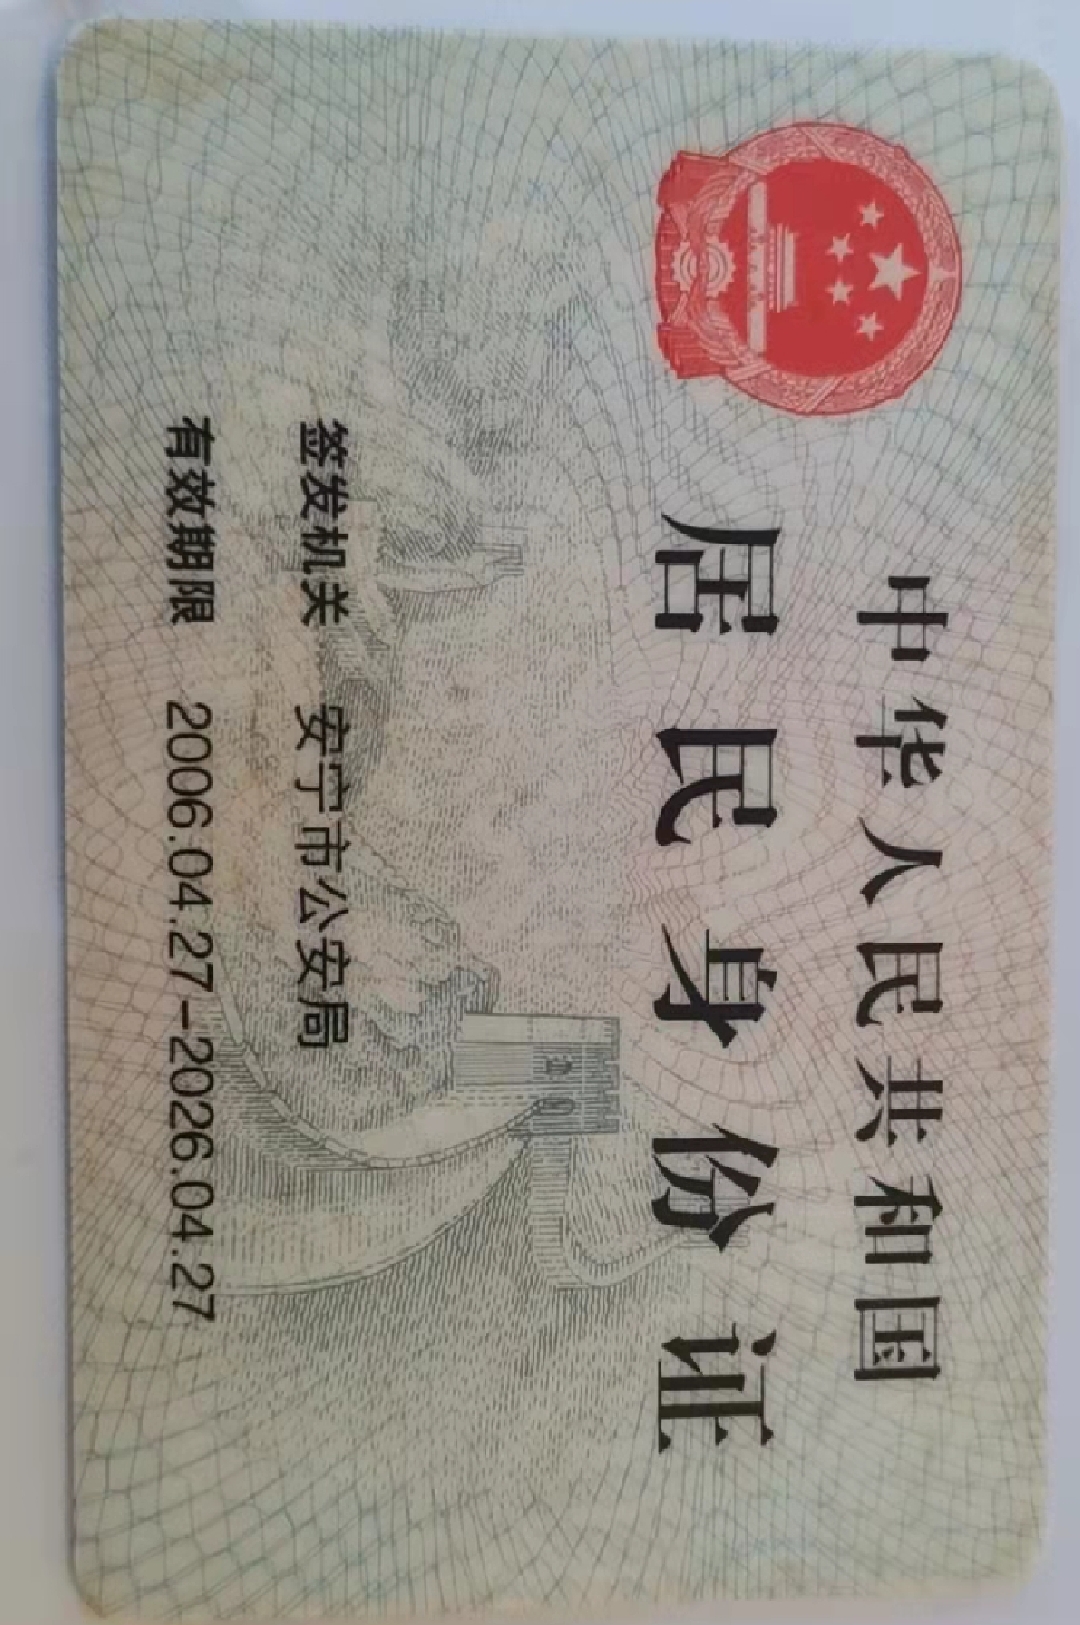 中华人民共和国
居民身份证
签发机关 安宁市公安局
有效期限 2006.04.27-2026.04.27